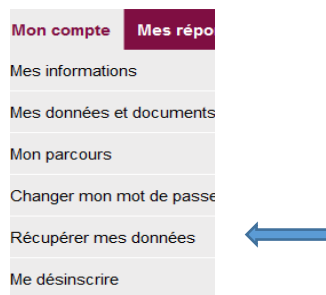 Mon compte Mes répo
Mes informations
Mes données et documents
Mon parcours
Changer mon mot de passe
Récupérer mes données
Me désinscrire